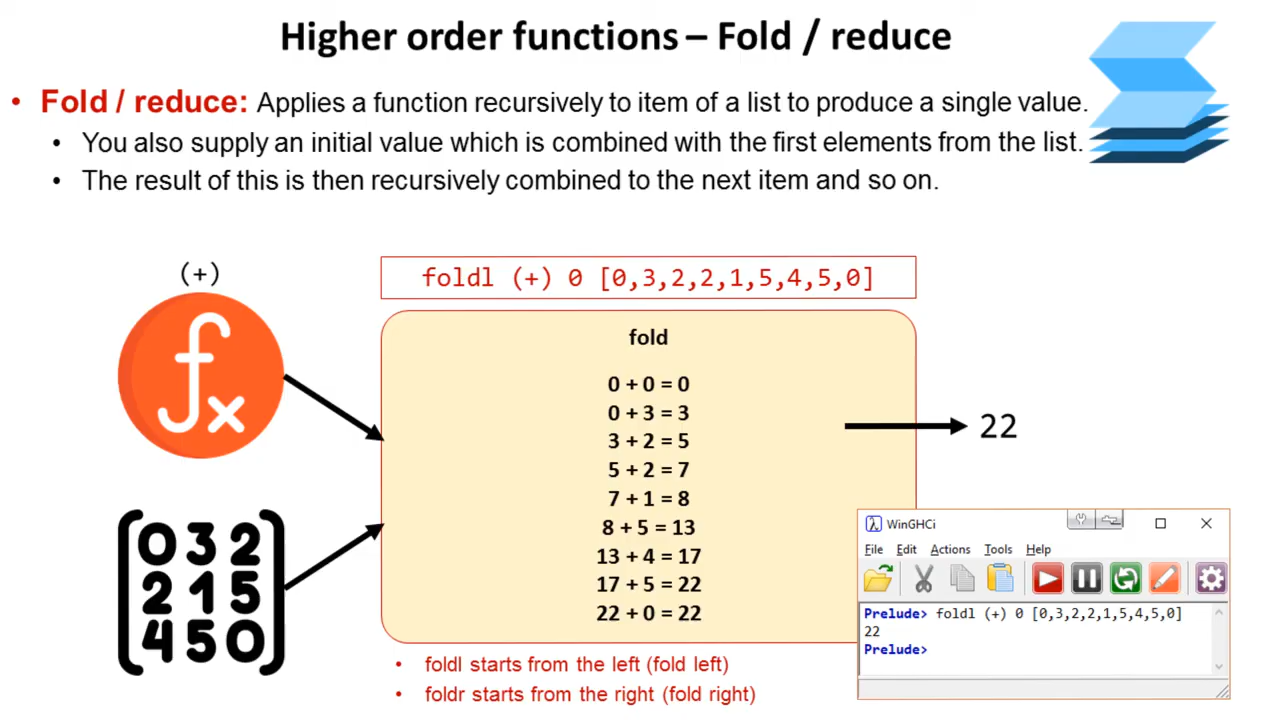 Higher order functions – Fold / reduce
• Fold / reduce: Applies a function recursively to item of a list to produce a single value.
• You also supply an initial value which is combined with the first elements from the list.
• The result of this is then recursively combined to the next item and so on.
(+)
fx
0 3 2
2 1 5
4 5 0
foldl (+) 0 [0,3,2,2,1,5,4,5,0]
fold
0 + 0 = 0
0 + 3 = 3
3 + 2 = 5
5 + 2 = 7
7 + 1 = 8
8 + 5 = 13
13 + 4 = 17
17 + 5 = 22
22 + 0 = 22
22
• foldl starts from the left (fold left)
• foldr starts from the right (fold right)
λ WinGHCi
File Edit Actions Tools Help
Prelude> foldl (+) 0 [0,3,2,2,1,5,4,5,0]
22
Prelude>